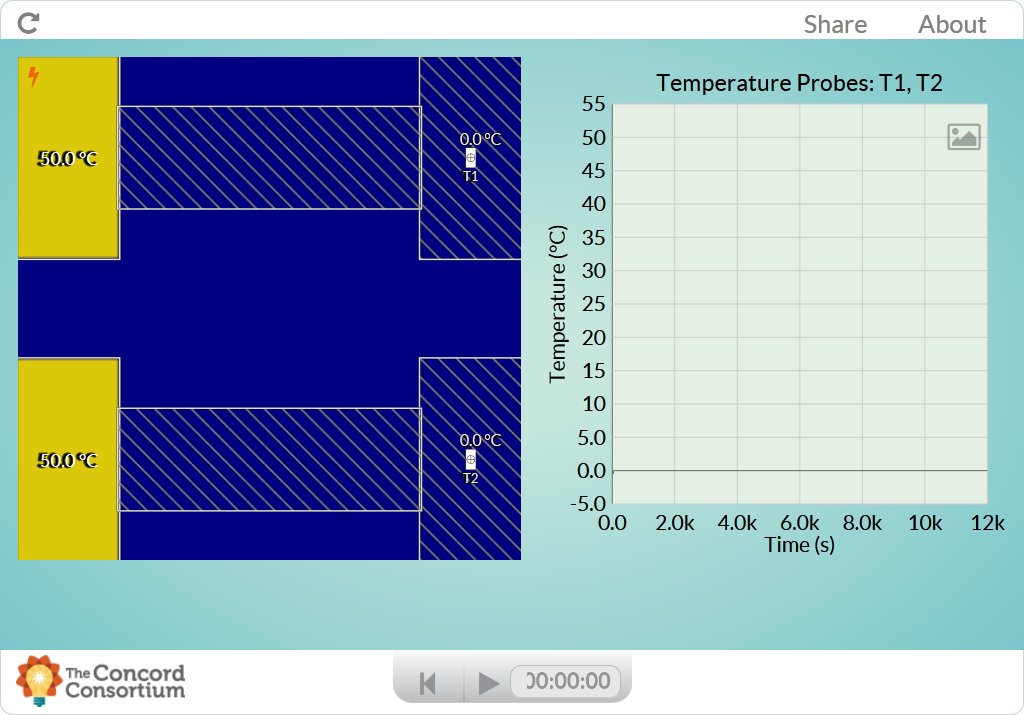 Share About
50.0 °C
0.0 °C
T1
50.0 °C
0.0 °C
T2
Temperature Probes: T1, T2
Temperature (°C)
55
50
45
40
35
30
25
20
15
10
5.0
0.0
-5.0
0.0 2.0k 4.0k 6.0k 8.0k 10k 12k
Time (s)
The Concord
Consortium
00:00:00